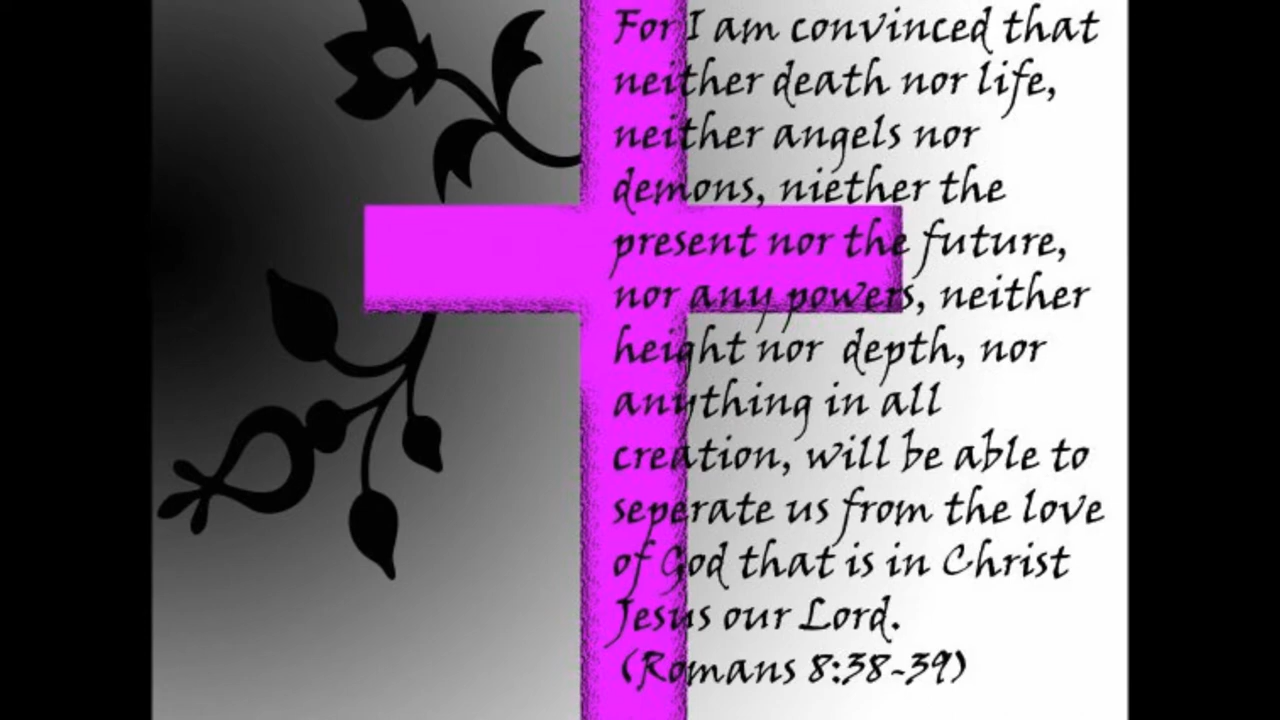 For I am convinced that
neither death nor life,
neither angels nor
demons, niether the
present nor the future,
nor any powers, neither
height nor depth, nor
anything in all
creation, will be able to
seperate us from the love
of God that is in Christ
Jesus our Lord.
(Romans 8:38-39)